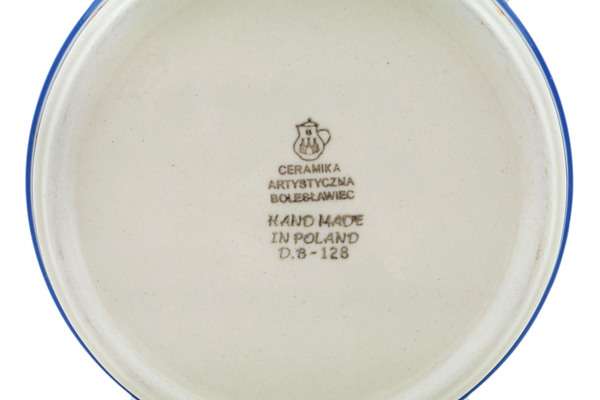 B
CERAMIKA
ARTYSTYCZNA
BOLESŁAWIEC
HAND MADE
IN POLAND
D.B-128